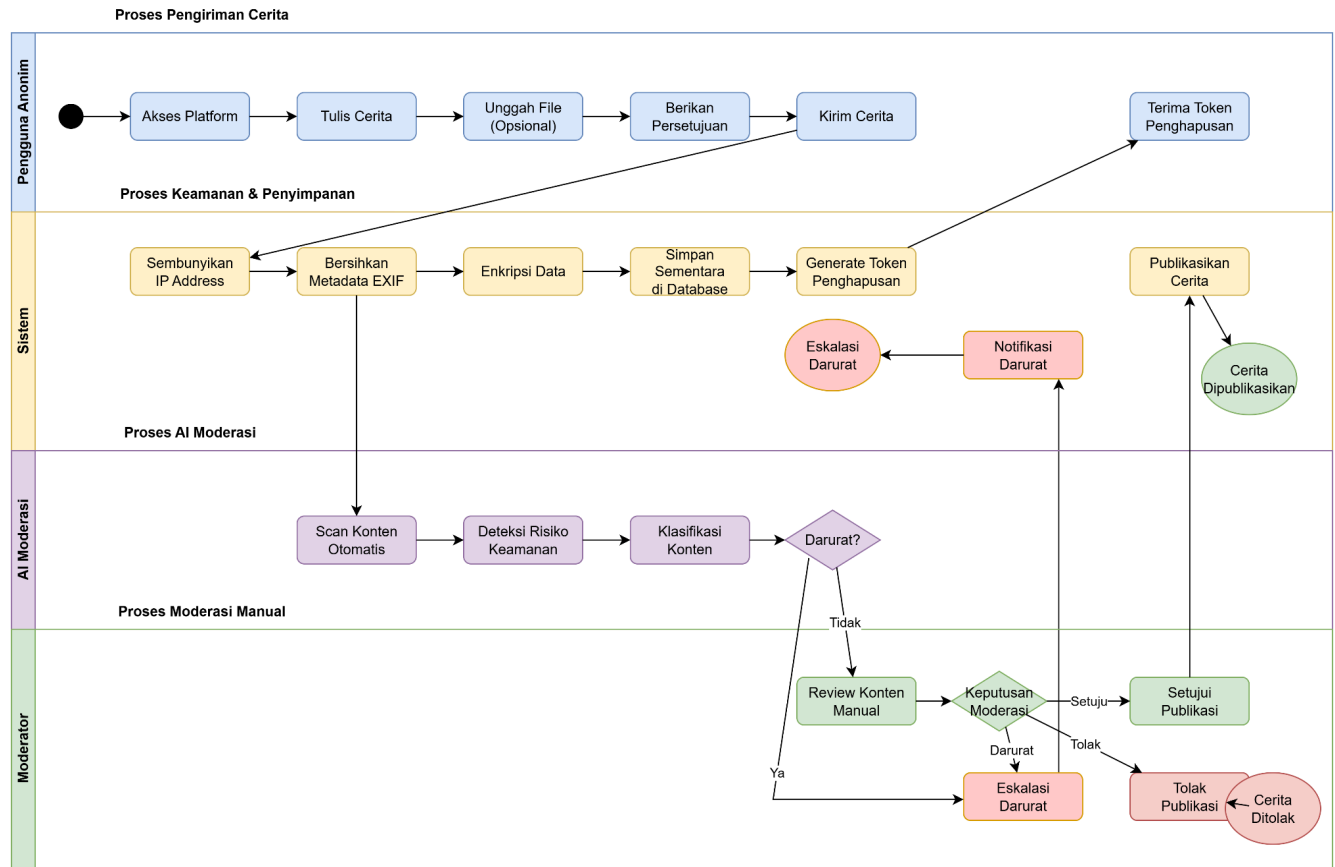 Proses Pengiriman Cerita
Pengguna Anonim
Akses Platform
Tulis Cerita
Unggah File
(Opsional)
Berikan
Persetujuan
Kirim Cerita
Terima Token
Penghapusan
Proses Keamanan & Penyimpanan
Sistem
Sembunyikan
IP Address
Bersihkan
Metadata EXIF
Enkripsi Data
Simpan
Sementara
di Database
Generate Token
Penghapusan
Publikasikan
Cerita
Eskalasi
Darurat
Notifikasi
Darurat
Cerita
Dipublikasikan
Proses AI Moderasi
AI Moderasi
Scan Konten
Otomatis
Deteksi Risiko
Keamanan
Klasifikasi
Konten
Darurat?
Proses Moderasi Manual
Tidak
Moderator
Review Konten
Manual
Keputusan
Moderasi
Setuju
Setujui
Publikasi
Darurat
Tolak
Ya
Eskalasi
Darurat
Tolak
Publikasi
Cerita
Ditolak